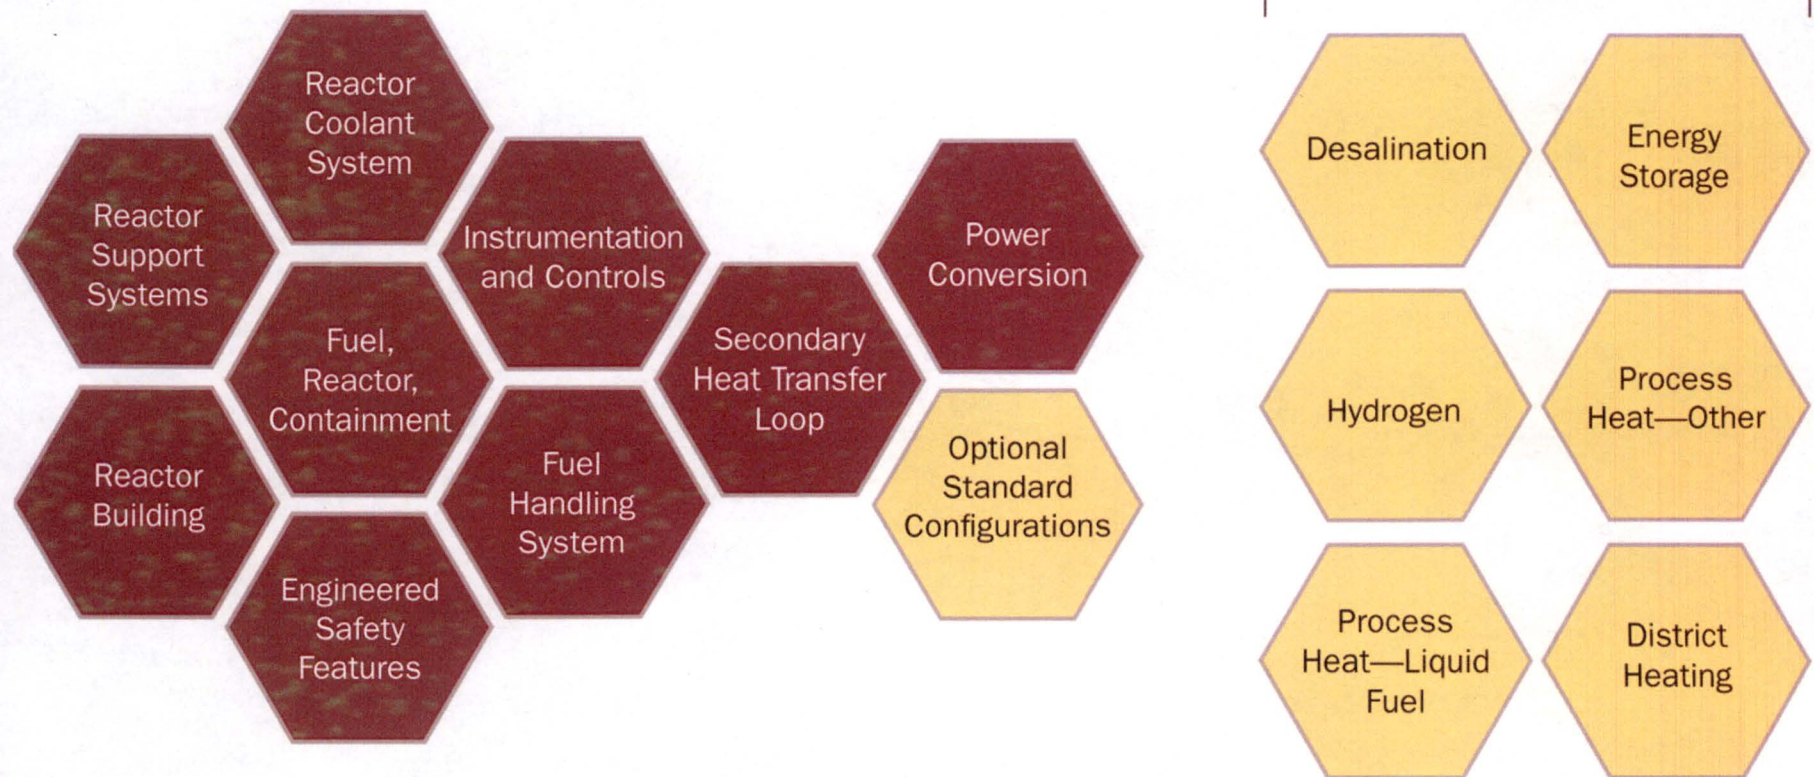 Reactor
Coolant
System
Reactor
Support
Systems
Instrumentation
and Controls
Power
Conversion
Fuel,
Reactor,
Containment
Secondary
Heat Transfer
Loop
Reactor
Building
Fuel
Handling
System
Optional
Standard
Configurations
Engineered
Safety
Features
Desalination
Energy
Storage
Hydrogen
Process
Heat—Other
Process
Heat—Liquid
Fuel
District
Heating